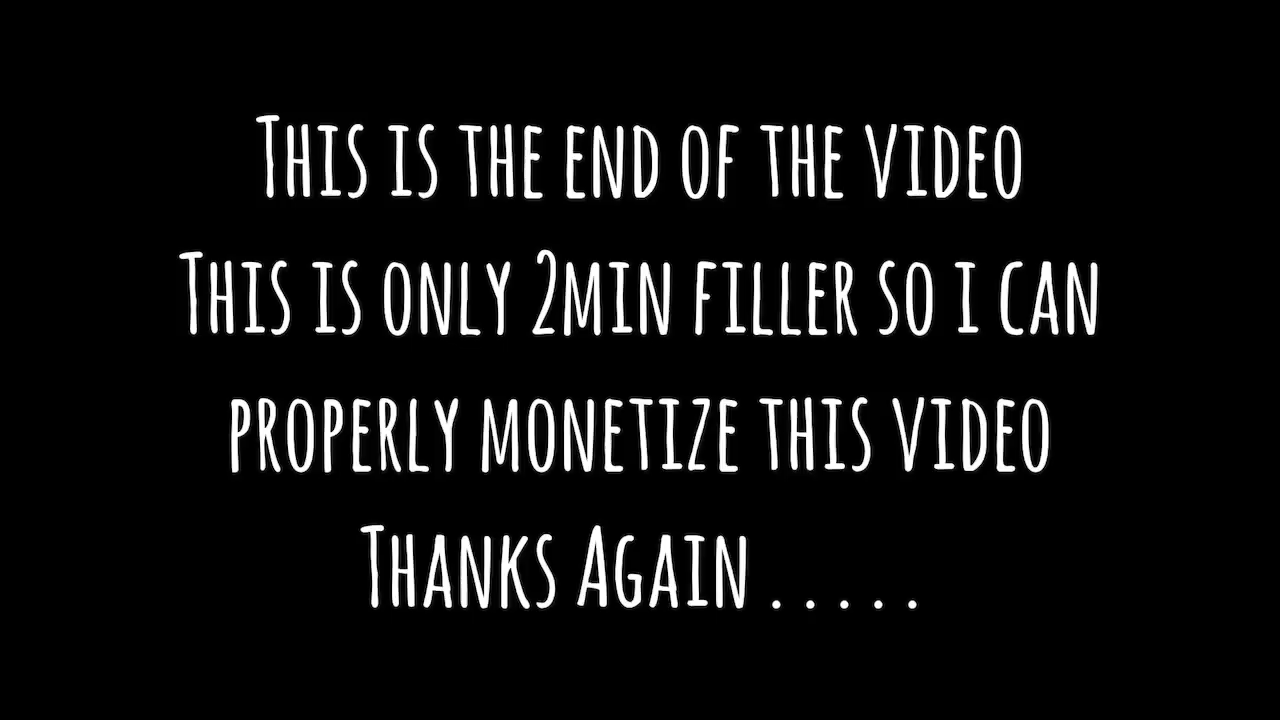 This is the end of the video
This is only 2min filler so i can
properly monetize this video
Thanks Again . . . . .